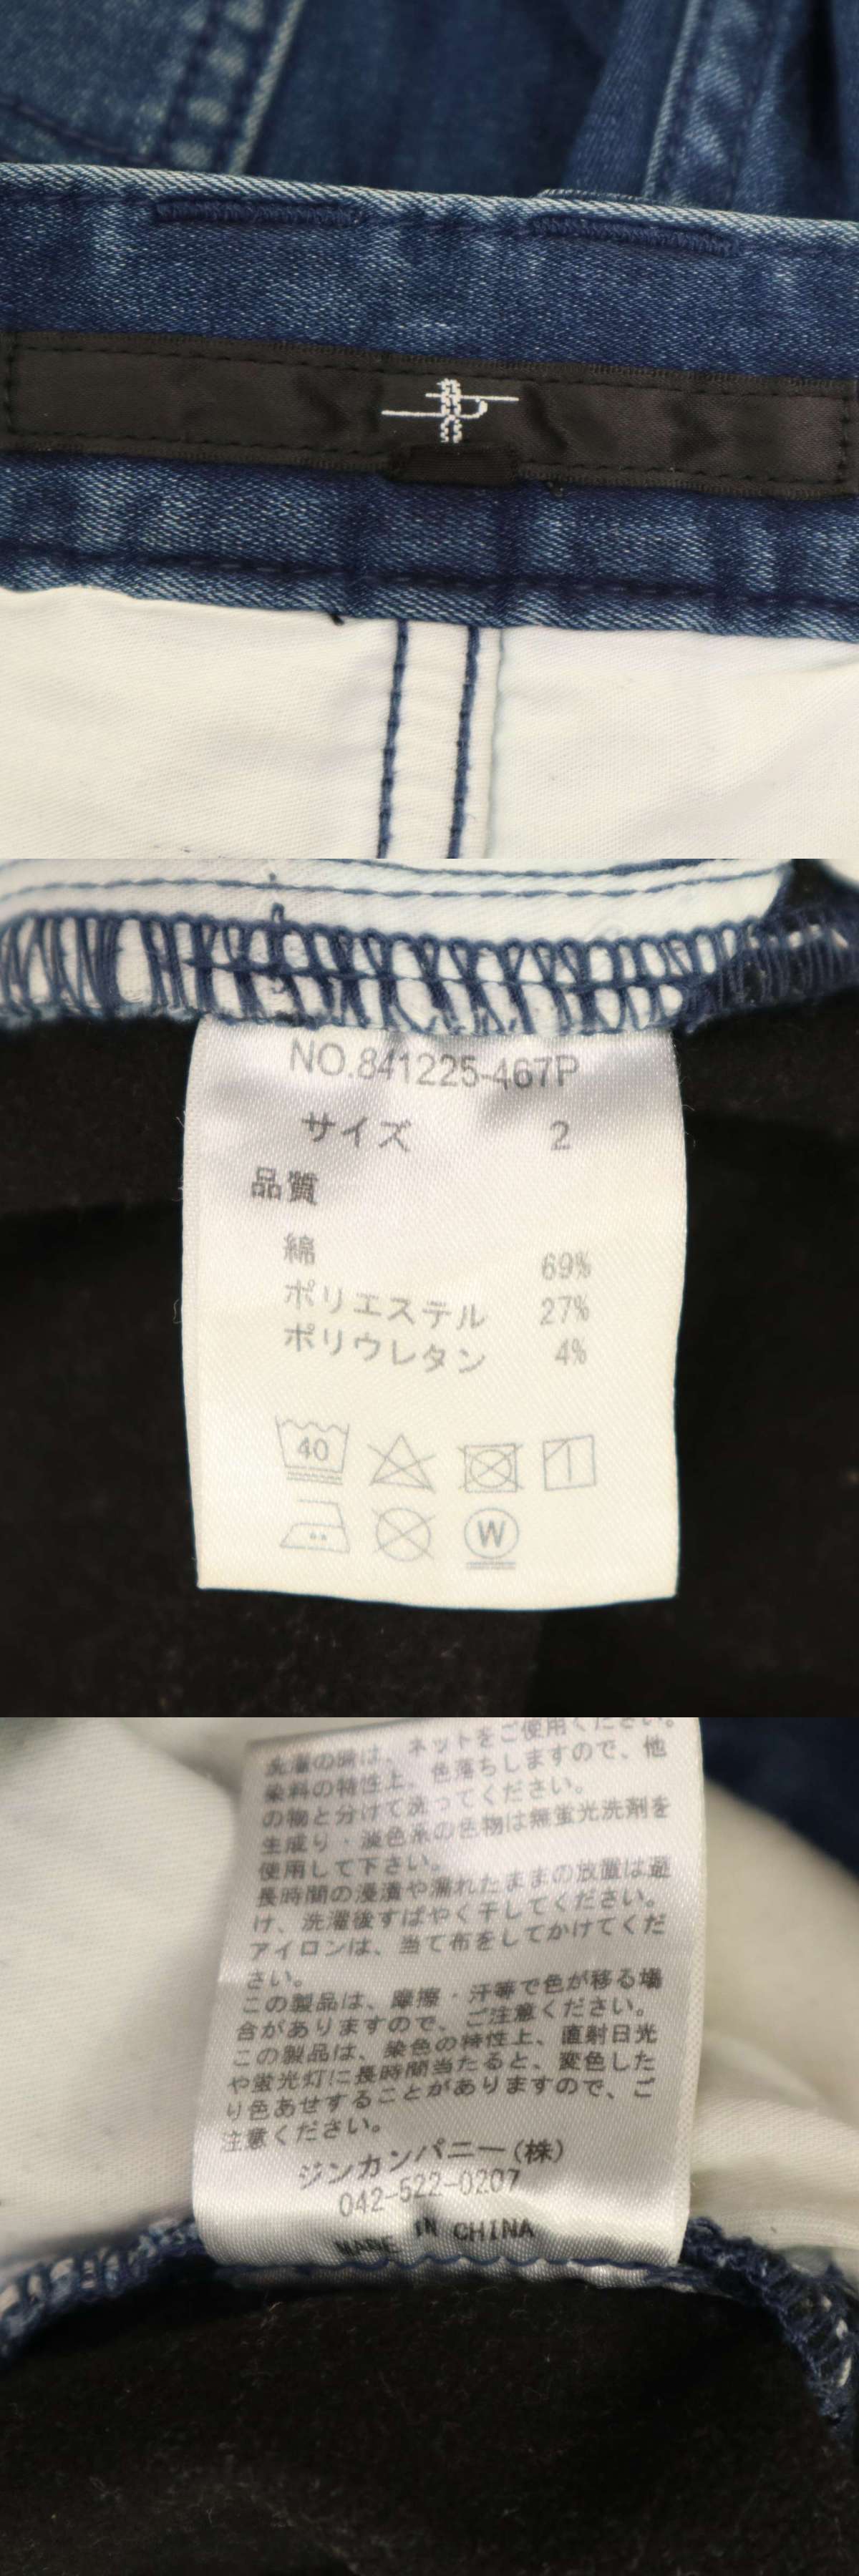 NO.841225-467P
サイズ 2
品質
綿 69%
ポリエステル 27%
ポリウレタン 4%
40
W
洗濯の際は、ネットをご使用ください。
染料の特性上、色落ちしますので、他
の物と分けて洗ってください。
生成り・淡色系の色物は無蛍光洗剤を
使用して下さい。
長時間の浸漬や濡れたままの放置は避
け、洗濯後すばやく干してください。
アイロンは、当て布をしてかけてくだ
さい。
この製品は、摩擦・汗等で色が移る場
合がありますので、ご注意ください。
この製品は、染色の特性上、直射日光
や蛍光灯に長時間当たると、変色した
り色あせすることがありますので、ご
注意ください。
ジンカンパニー(株)
042-522-0207
MADE IN CHINA